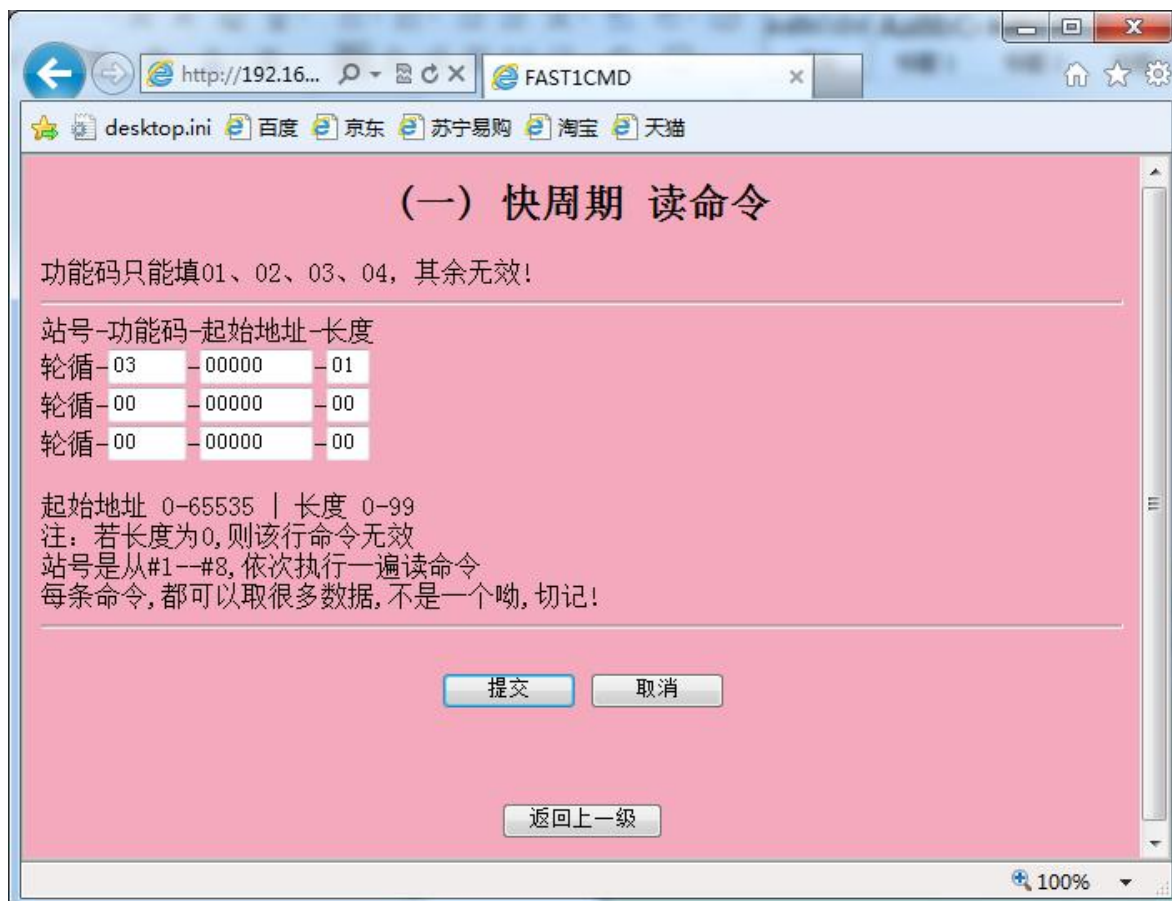 http://192.16...
FAST1CMD
desktop.ini 百度 京东 苏宁易购 淘宝 天猫
(一) 快周期 读命令
功能码只能填01、02、03、04, 其余无效!
站号-功能码-起始地址-长度
轮循-03-00000-01
轮循-00-00000-00
轮循-00-00000-00
起始地址 0-65535 | 长度 0-99
注: 若长度为0,则该行命令无效
站号是从#1--#8,依次执行一遍读命令
每条命令,都可以取很多数据,不是一个呦,切记!
提交 取消
返回上一级
100%